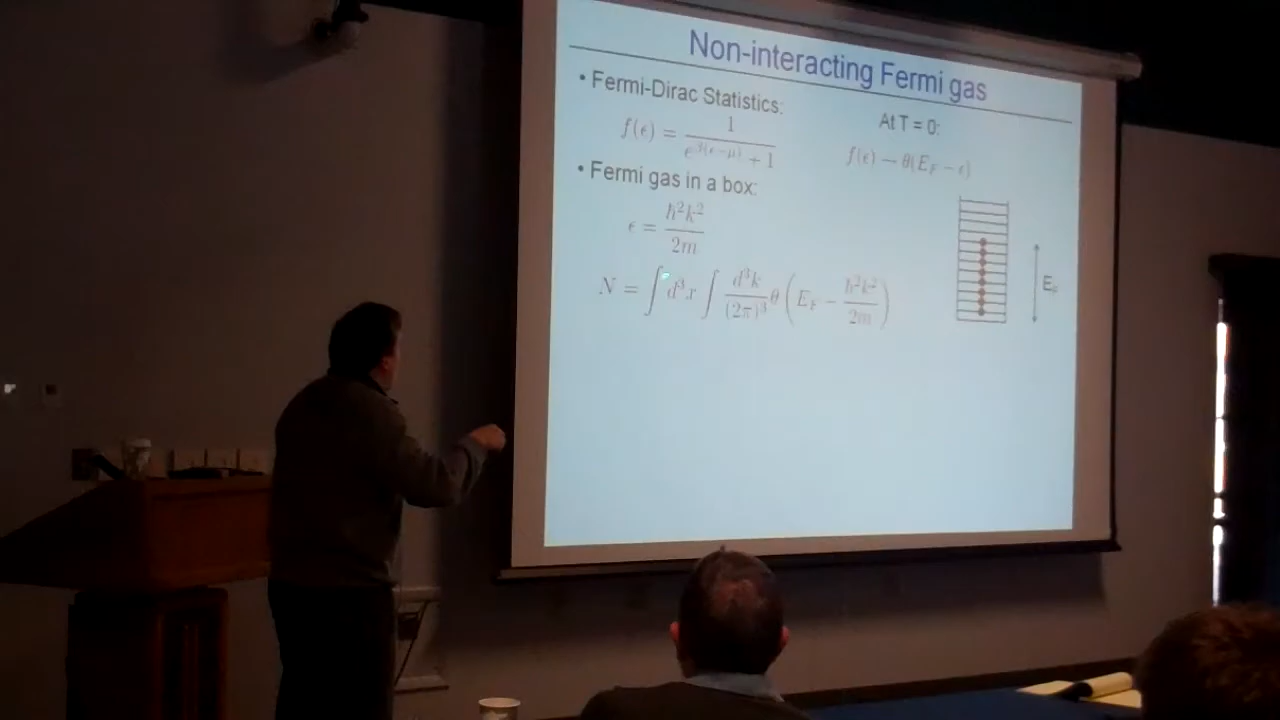 Non-interacting Fermi gas
• Fermi-Dirac Statistics:
At T = 0:
f(ϵ) = 1 / (e^{β(ϵ−μ)} + 1)
f(ϵ) → θ(E_F − ϵ)
• Fermi gas in a box:
ϵ = ħ²k² / 2m
N = ∫ d³x ∫ d³k / (2π)³ θ (E_F − ħ²k² / 2m)
E_F